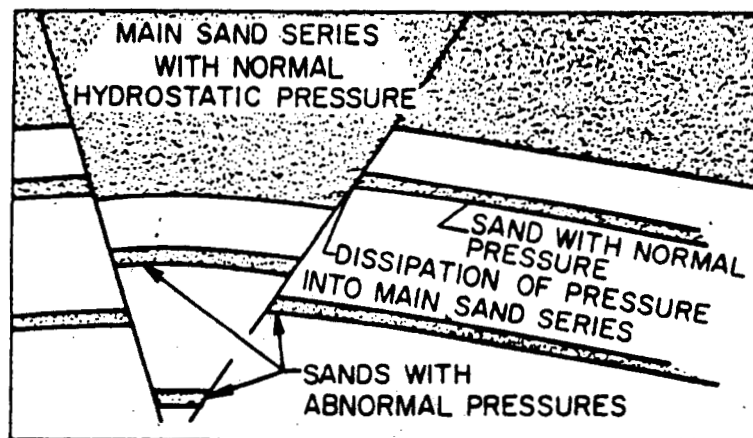 MAIN SAND SERIES
WITH NORMAL
HYDROSTATIC PRESSURE
SAND WITH NORMAL
PRESSURE
DISSIPATION OF PRESSURE
INTO MAIN SAND SERIES
SANDS WITH
ABNORMAL PRESSURES